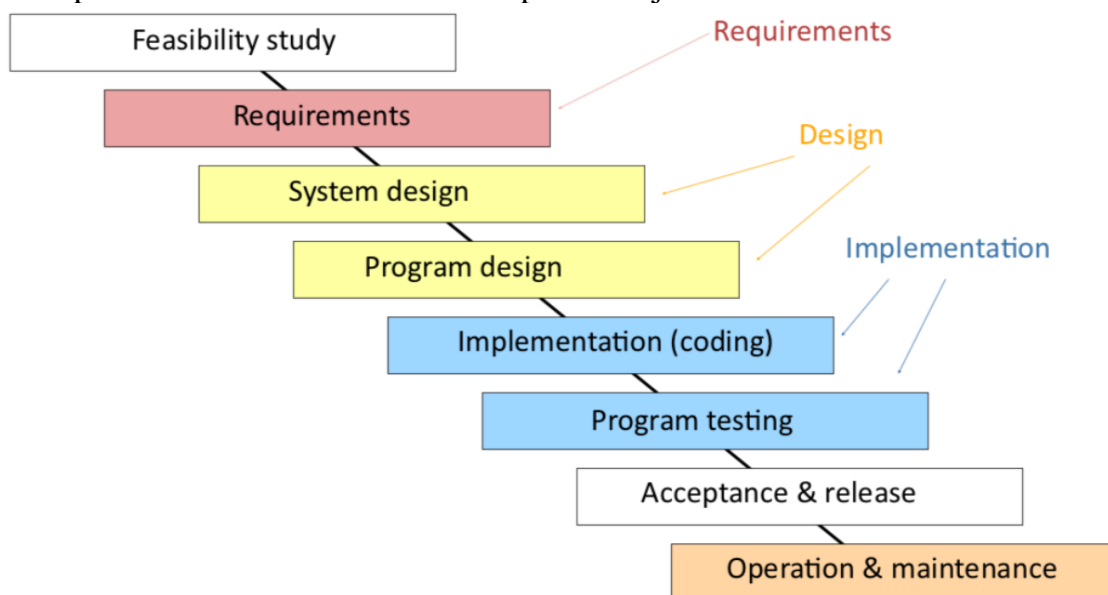 Feasibility study
Requirements
Requirements
Design
System design
Program design
Implementation
Implementation (coding)
Program testing
Acceptance & release
Operation & maintenance